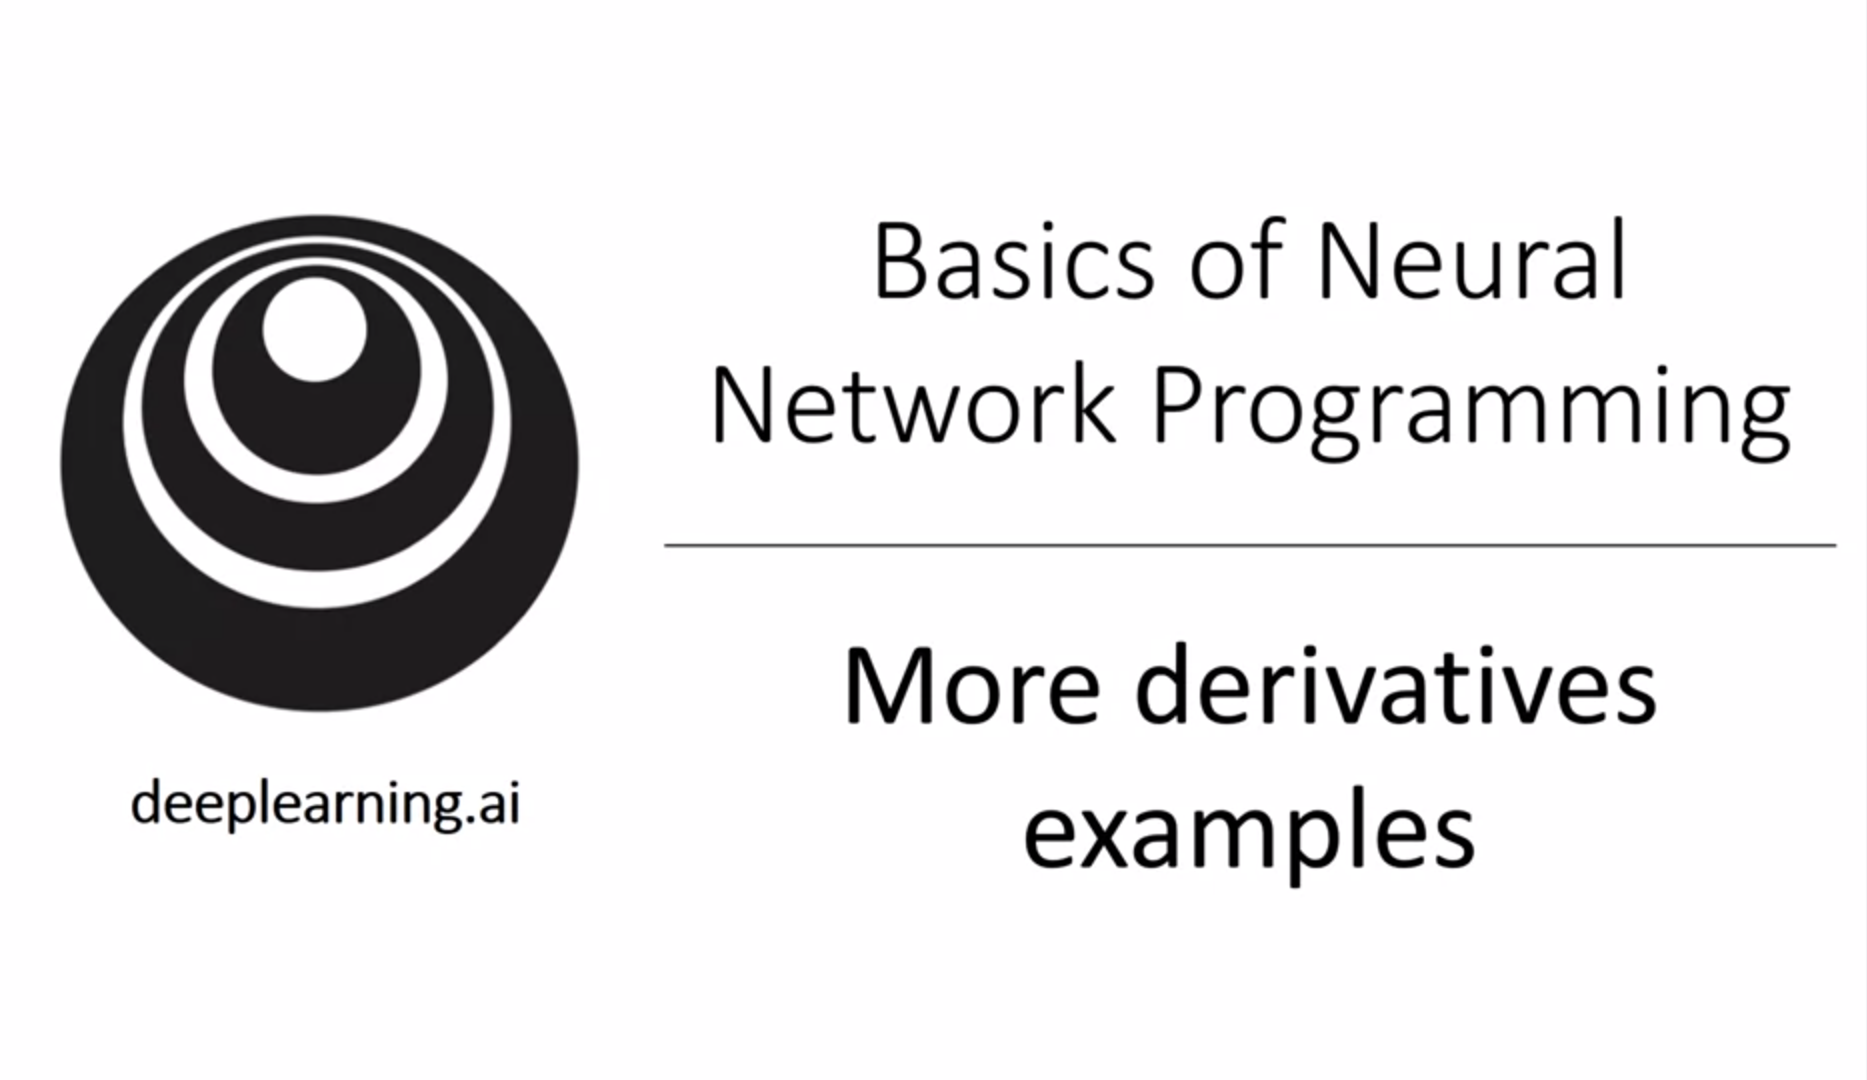 Basics of Neural
Network Programming
More derivatives
examples
deeplearning.ai